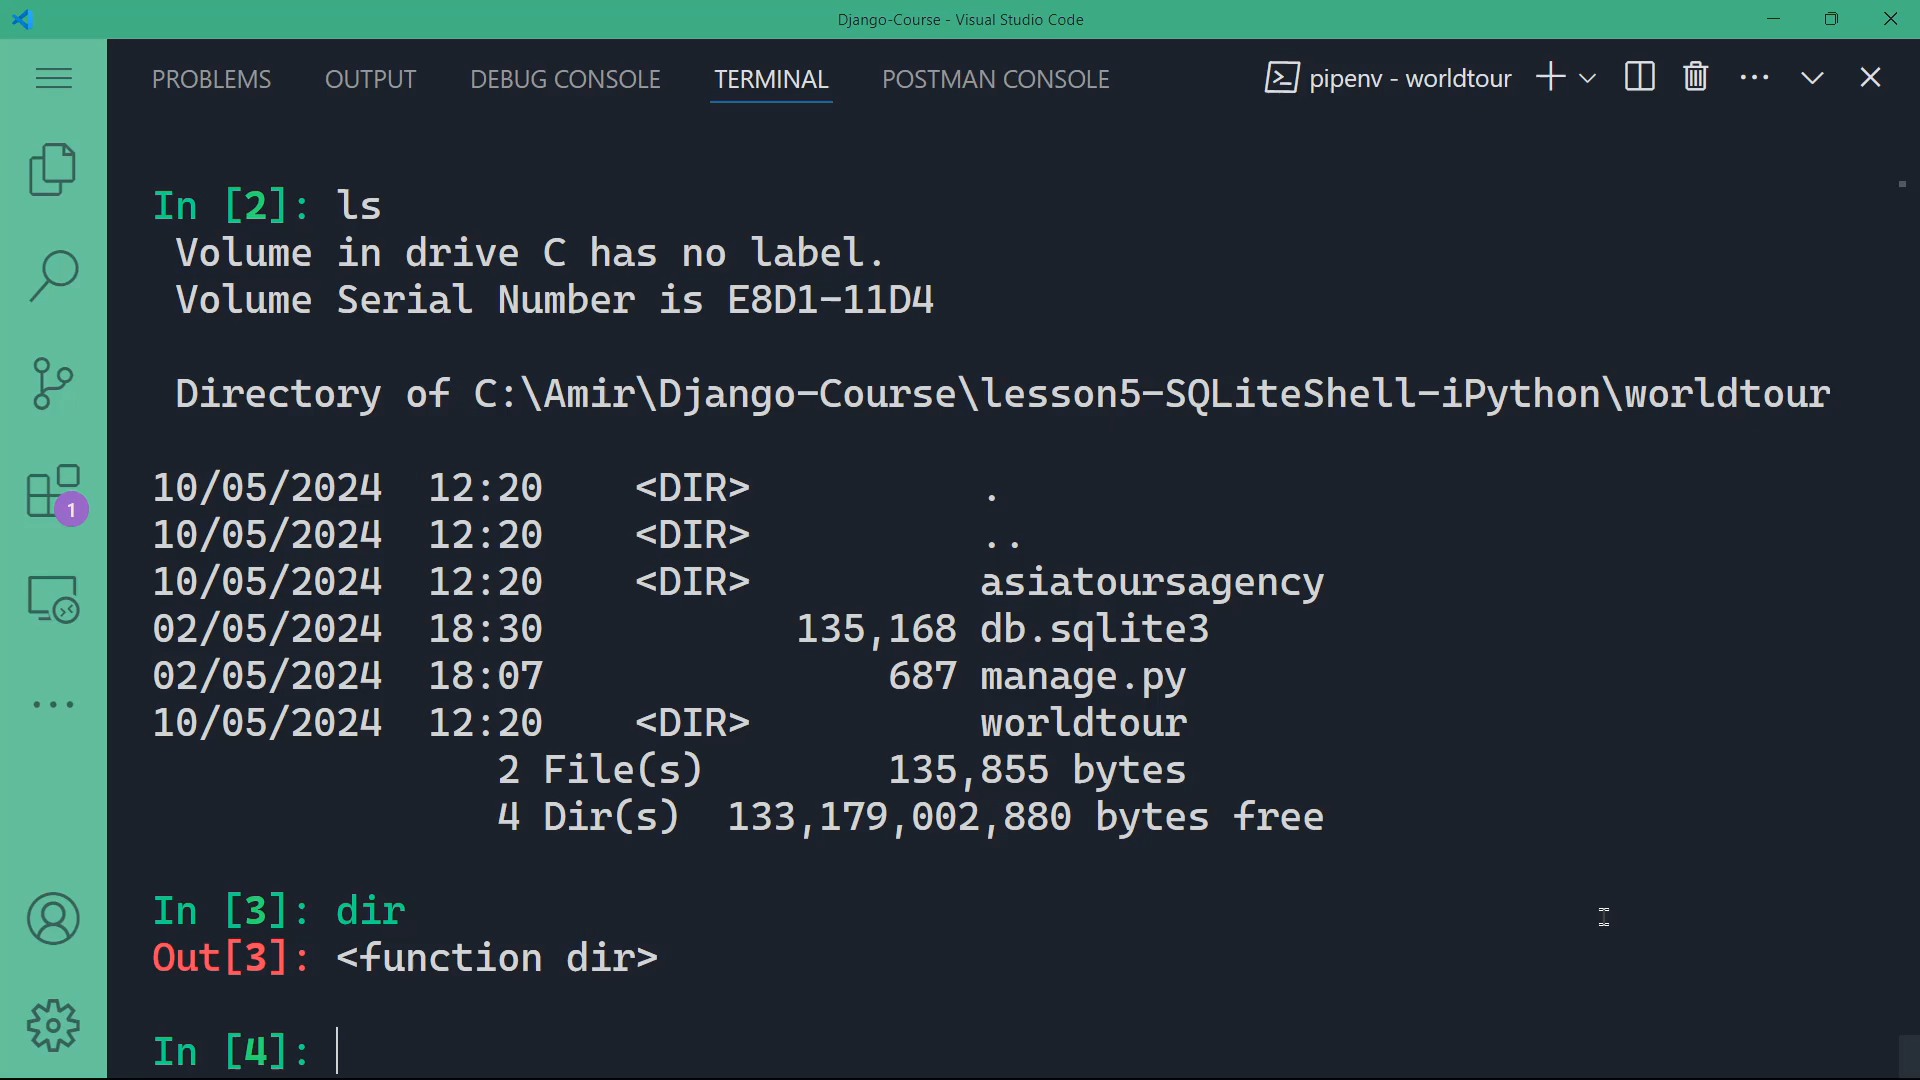 Django-Course - Visual Studio Code
PROBLEMS OUTPUT DEBUG CONSOLE TERMINAL POSTMAN CONSOLE pipenv - worldtour
In [2]: ls
Volume in drive C has no label.
Volume Serial Number is E8D1-11D4
Directory of C:\Amir\Django-Course\lesson5-SQLiteShell-iPython\worldtour
10/05/2024 12:20 <DIR> .
10/05/2024 12:20 <DIR> ..
10/05/2024 12:20 <DIR> asiatoursagency
02/05/2024 18:30 135,168 db.sqlite3
02/05/2024 18:07 687 manage.py
10/05/2024 12:20 <DIR> worldtour
2 File(s) 135,855 bytes
4 Dir(s) 133,179,002,880 bytes free
In [3]: dir
Out[3]: <function dir>
In [4]:
1